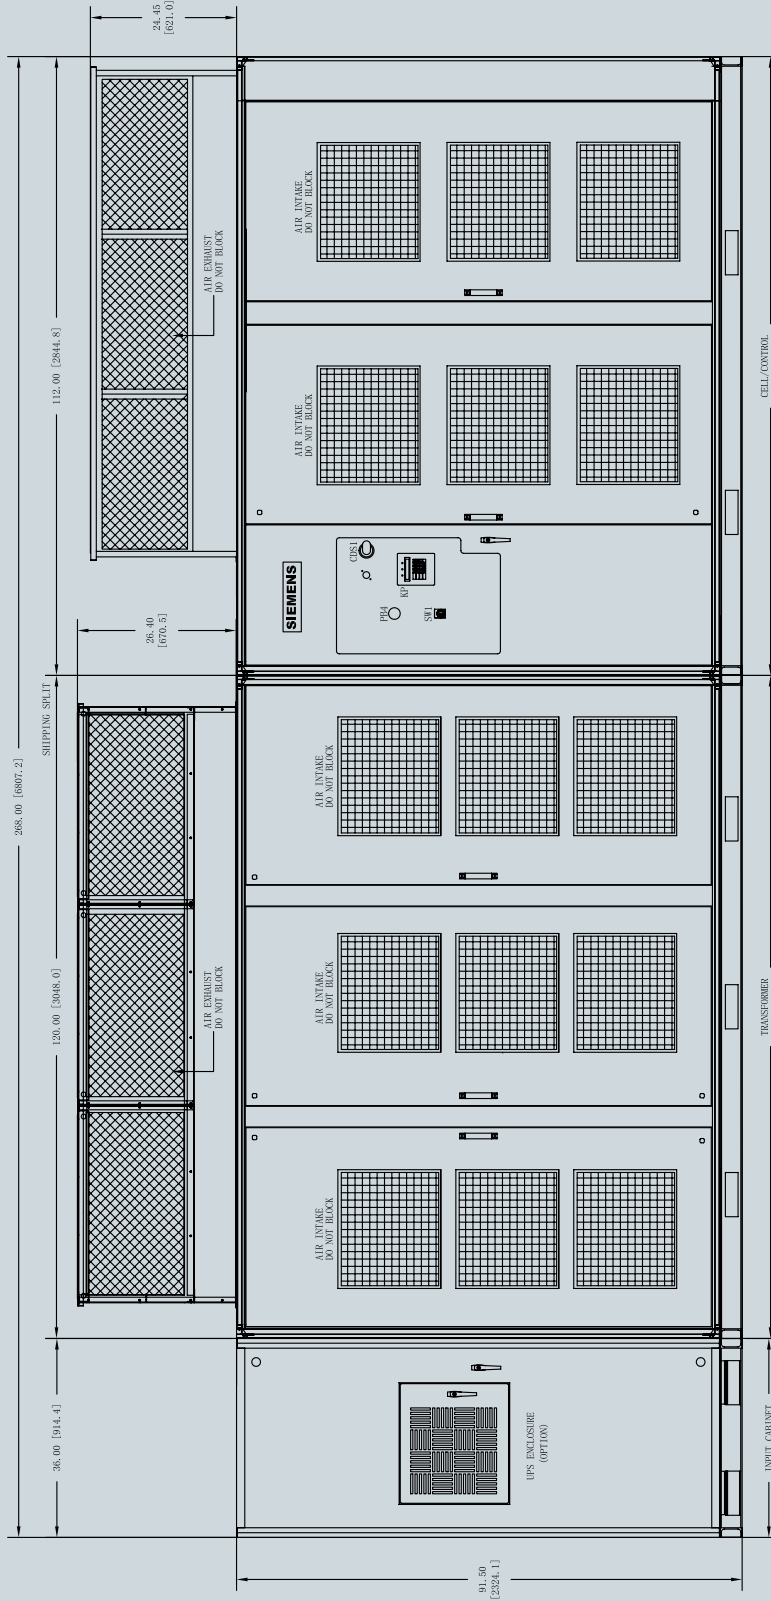 268.00 [6807.2]
SHIPPING SPLIT
36.00 [914.4]
120.00 [3048.0]
112.00 [2844.8]
26.40
[670.5]
24.45
[621.0]
AIR EXHAUST
DO NOT BLOCK
AIR EXHAUST
DO NOT BLOCK
91.50
[2324.1]
UPS ENCLOSURE
(OPTION)
AIR INTAKE
DO NOT BLOCK
AIR INTAKE
DO NOT BLOCK
AIR INTAKE
DO NOT BLOCK
SIEMENS
CDS1
PB4
KP
SW1
AIR INTAKE
DO NOT BLOCK
AIR INTAKE
DO NOT BLOCK
INPUT CABINET
TRANSFORMER
CELL/CONTROL